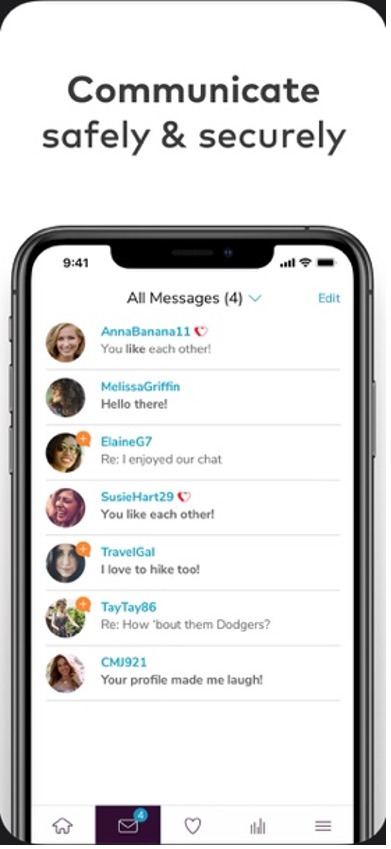 Communicate
safely & securely
9:41
All Messages (4)
Edit
AnnaBanana11
You like each other!
MelissaGriffin
Hello there!
ElaineG7
Re: I enjoyed our chat
SusieHart29
You like each other!
TravelGal
I love to hike too!
TayTay86
Re: How 'bout them Dodgers?
CMJ921
Your profile made me laugh!
4